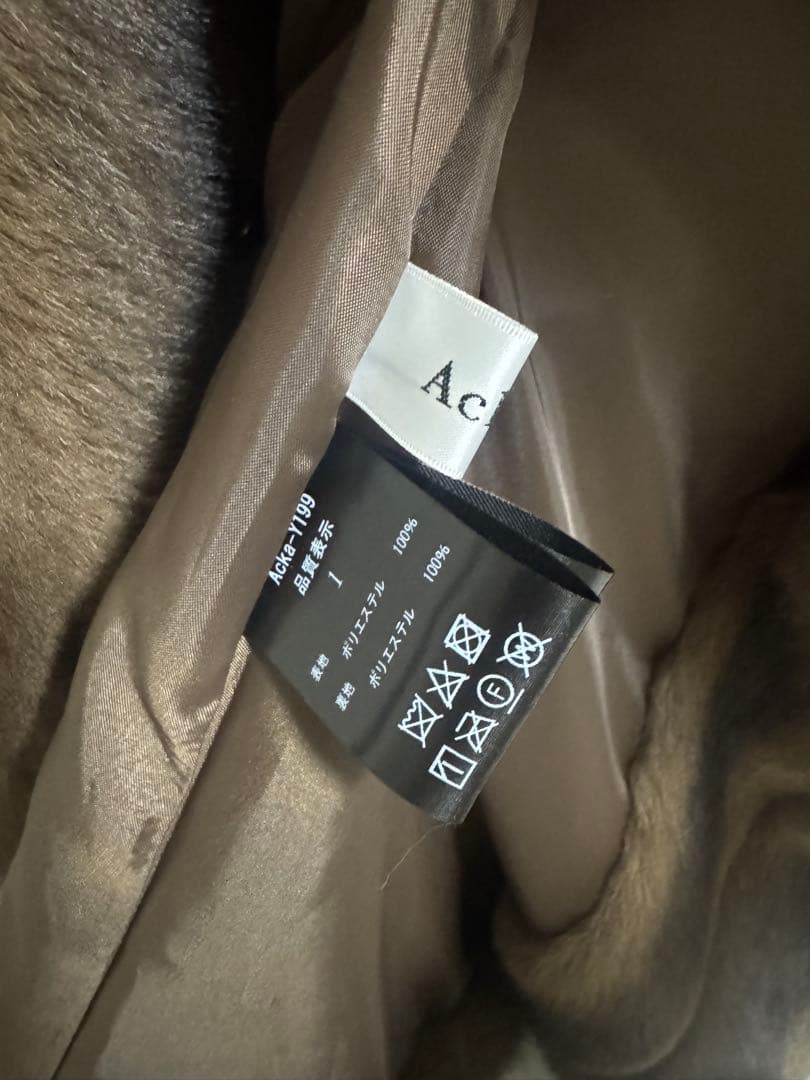 Ack
Acka-Y199
品質表示
1
表地 ポリエステル 100%
裏地 ポリエステル 100%
F
W